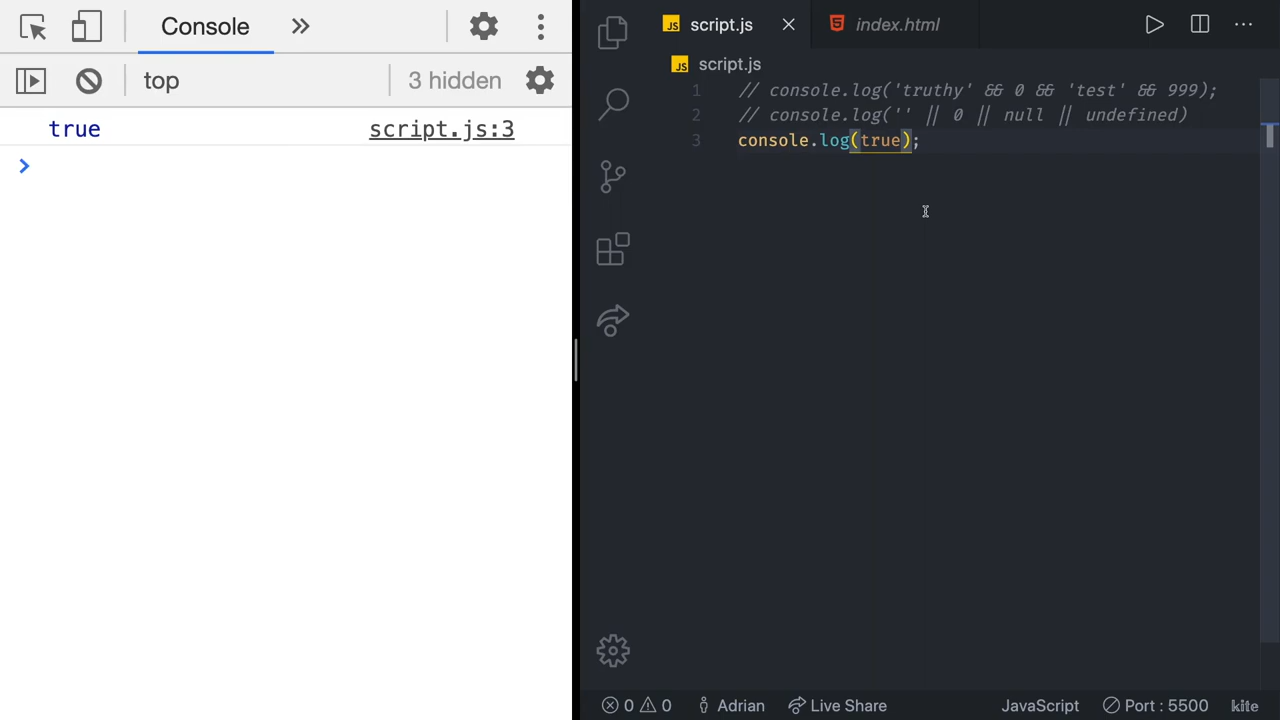 Console
top
3 hidden
true script.js:3
>
JS script.js
index.html
JS script.js
1 // console.log('truthy' && 0 && 'test' && 999);
2 // console.log('' || 0 || null || undefined)
3 console.log(true);
0 0 Adrian Live Share JavaScript Port : 5500 kite